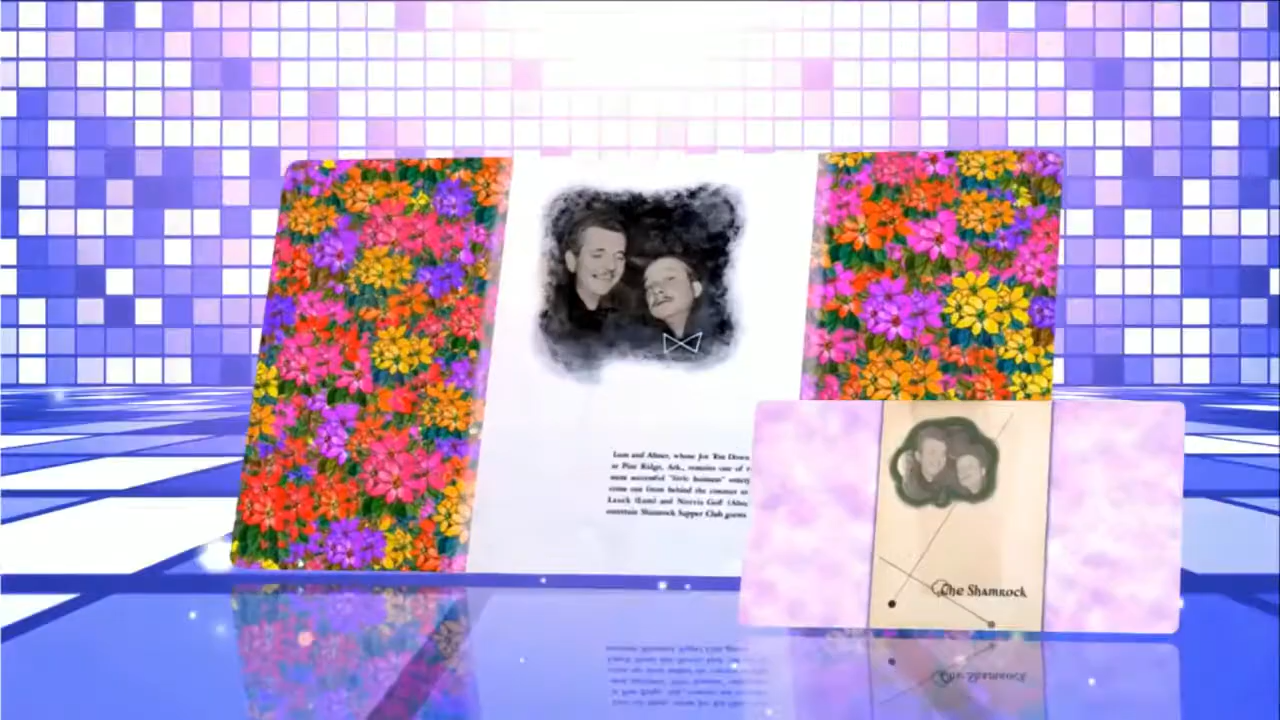 Lum and Abner, whose Jot 'Em Down
at Pine Ridge, Ark., remains one of
most successful "little business"
come out from behind the counter
Lauck (Lum) and Norris Goff
entertain Shamrock Supper Club guests
The Shamrock